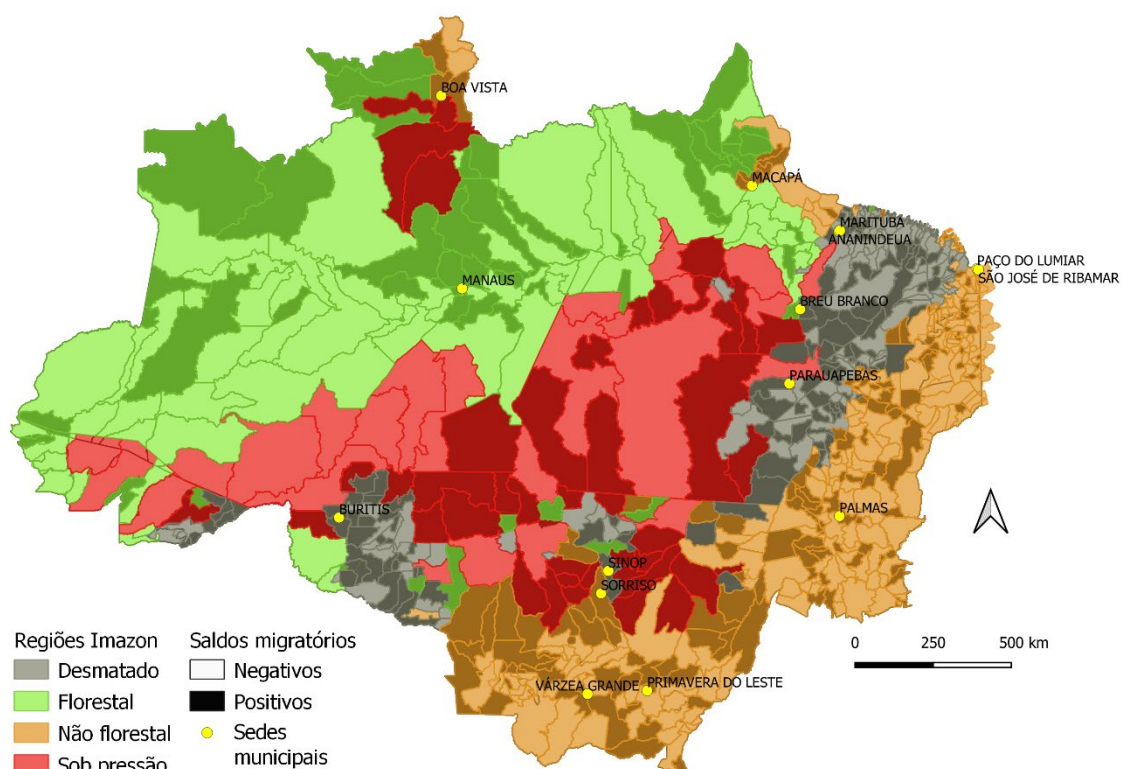 BOA VISTA
MACAPÁ
MARITUBA
ANANINDEUA
PAÇO DO LUMIAR
SÃO JOSÉ DE RIBAMAR
MANAUS
BREU BRANCO
PARAUAPEBAS
BURITIS
PALMAS
SINOP
SORRISO
VÁRZEA GRANDE
PRIMAVERA DO LESTE
0 250 500 km
Regiões Imazon
Desmatado
Florestal
Não florestal
Sob pressão
Saldos migratórios
Negativos
Positivos
Sedes
municipais